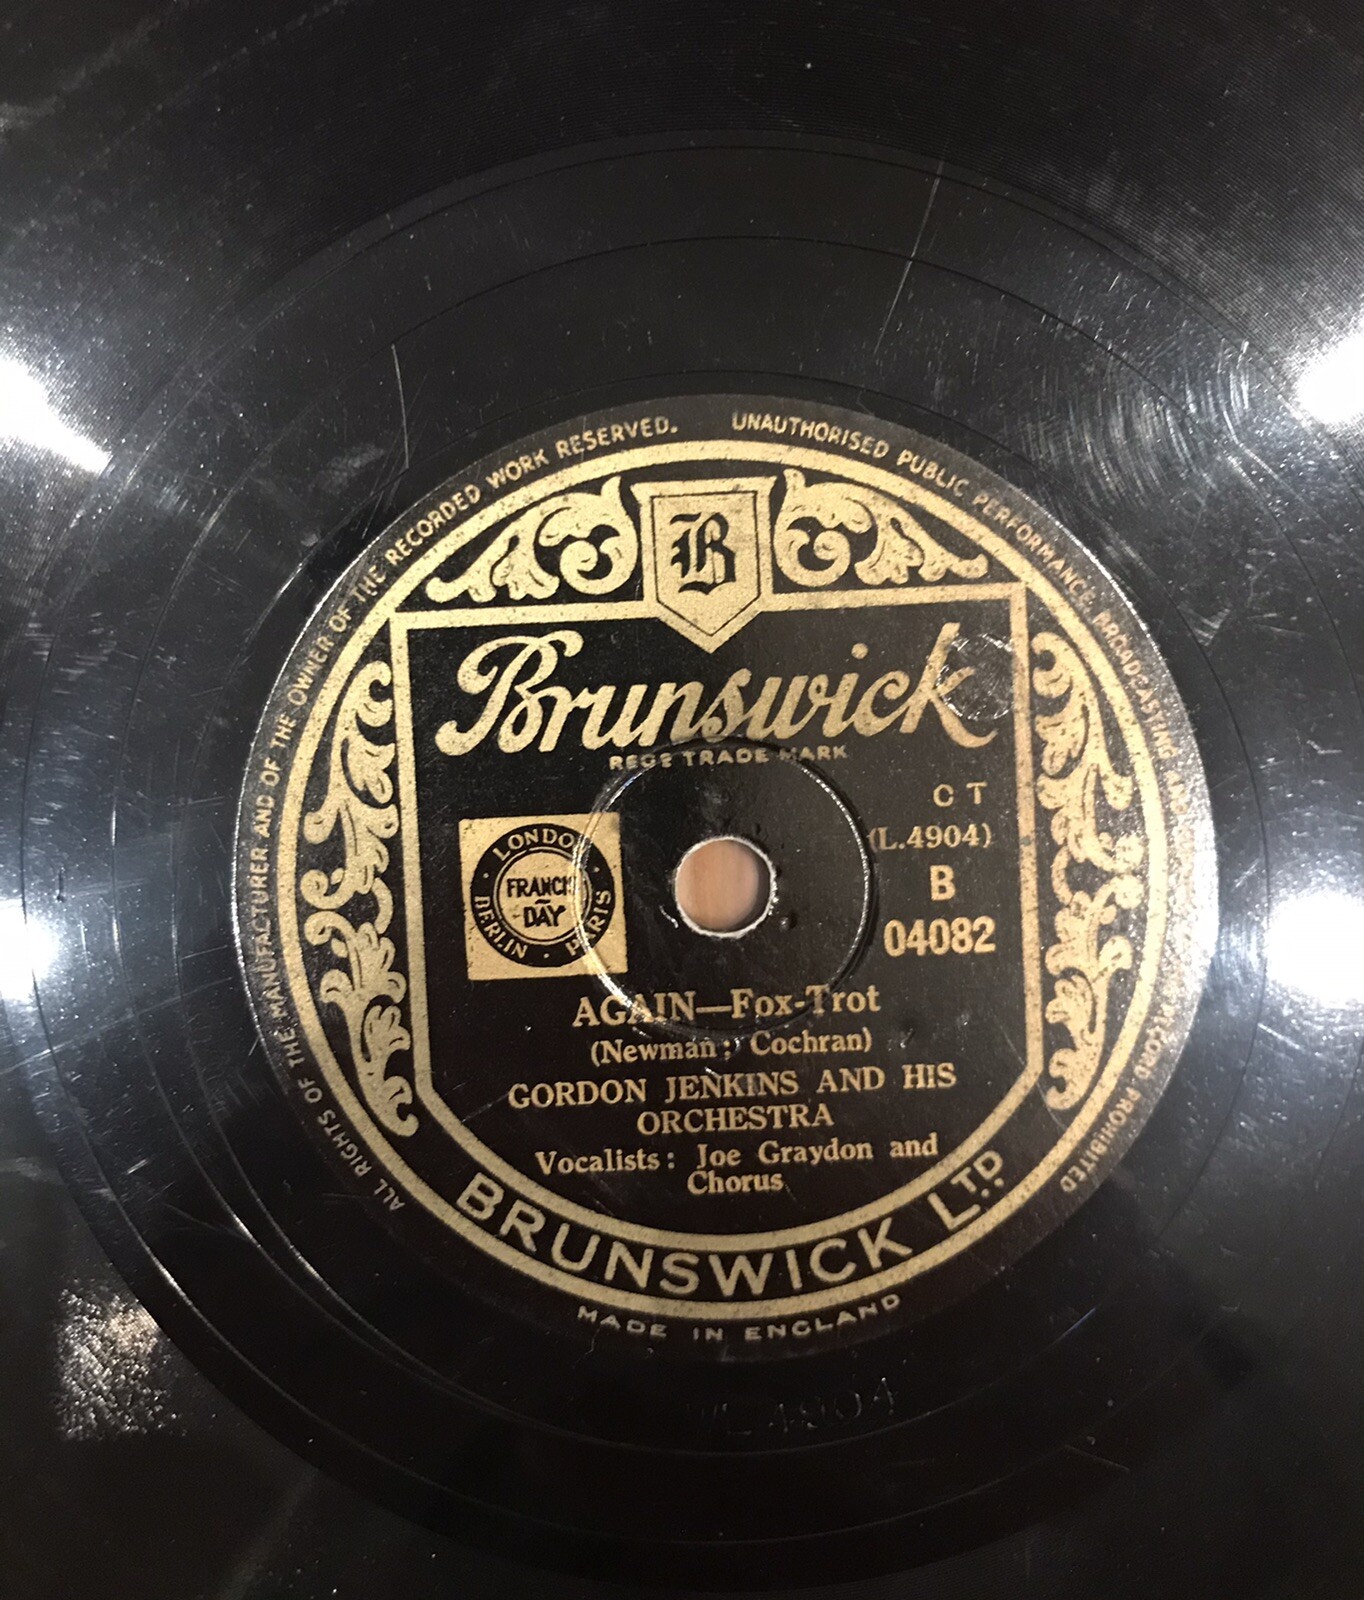 ALL RIGHTS OF THE MANUFACTURER AND OF THE OWNER OF THE RECORDED WORK RESERVED.
UNAUTHORISED PUBLIC PERFORMANCE, BROADCASTING RECORD PROHIBITED
B
Brunswick
REGD TRADE MARK
C T
(L.4904)
B
04082
LONDON · PARIS · BERLIN ·
FRANCIS
DAY
AGAIN—Fox-Trot
(Newman; Cochran)
GORDON JENKINS AND HIS
ORCHESTRA
Vocalists: Joe Graydon and
Chorus
BRUNSWICK LTD.
MADE IN ENGLAND
L 4904